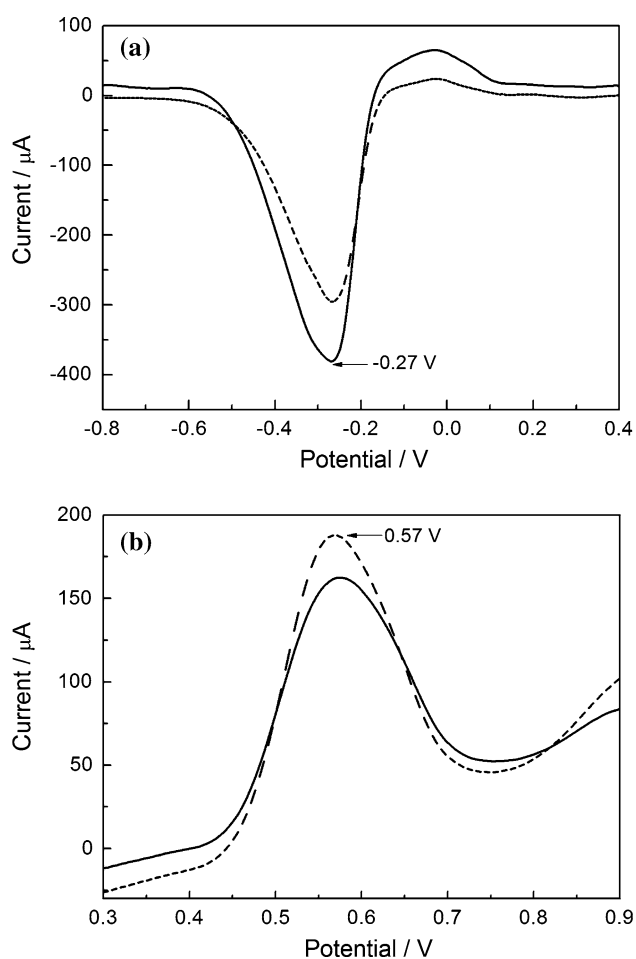 (a)
100
0
-100
-200
-300
-400
Current / μA
-0.27 V
-0.8 -0.6 -0.4 -0.2 0.0 0.2 0.4
Potential / V
(b)
200
150
100
50
0
Current / μA
0.57 V
0.3 0.4 0.5 0.6 0.7 0.8 0.9
Potential / V